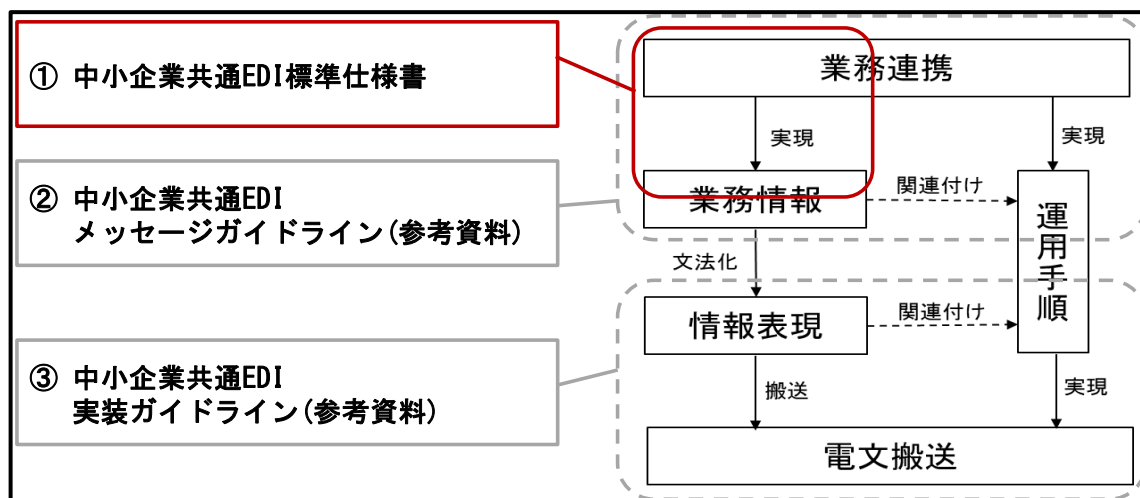 ① 中小企業共通EDI標準仕様書
② 中小企業共通EDI
メッセージガイドライン(参考資料)
③ 中小企業共通EDI
実装ガイドライン(参考資料)
業務連携
実現
実現
業務情報
関連付け
運用手順
文法化
情報表現
関連付け
搬送
実現
電文搬送